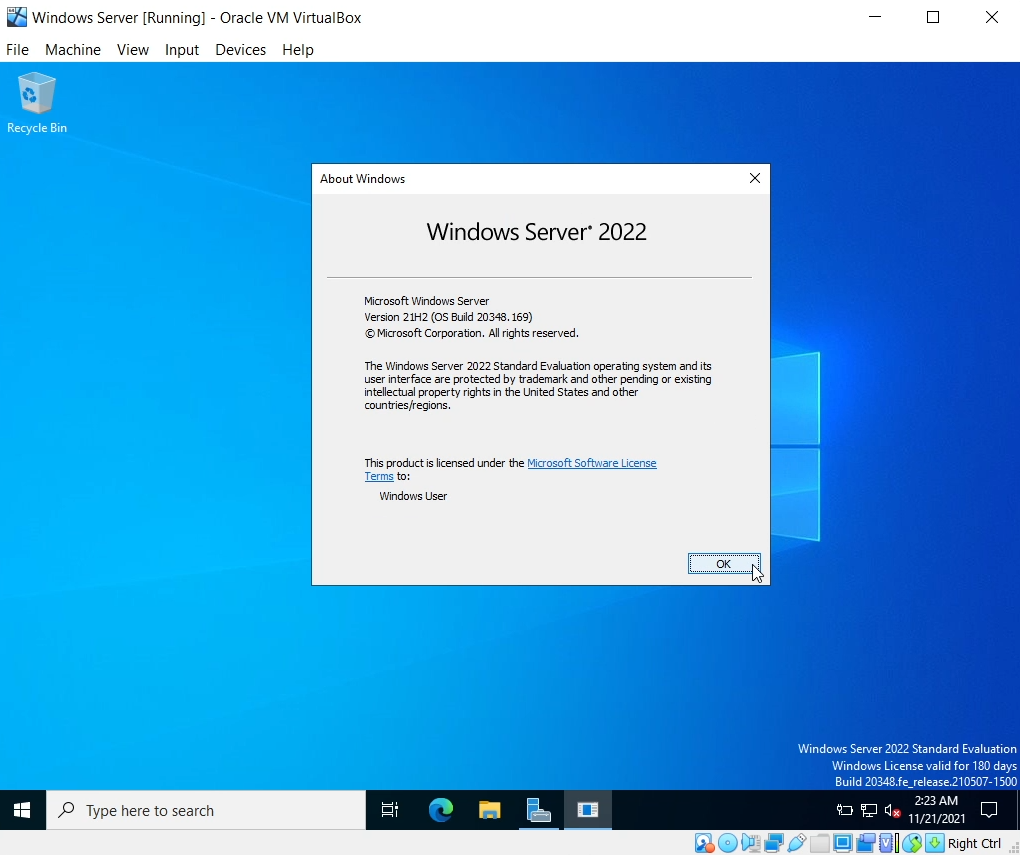 Windows Server [Running] - Oracle VM VirtualBox
File Machine View Input Devices Help
Recycle Bin
About Windows
Windows Server® 2022
Microsoft Windows Server
Version 21H2 (OS Build 20348.169)
© Microsoft Corporation. All rights reserved.
The Windows Server 2022 Standard Evaluation operating system and its
user interface are protected by trademark and other pending or existing
intellectual property rights in the United States and other
countries/regions.
This product is licensed under the Microsoft Software License
Terms to:
Windows User
OK
Windows Server 2022 Standard Evaluation
Windows License valid for 180 days
Build 20348.fe_release.210507-1500
Type here to search
2:23 AM
11/21/2021
Right Ctrl